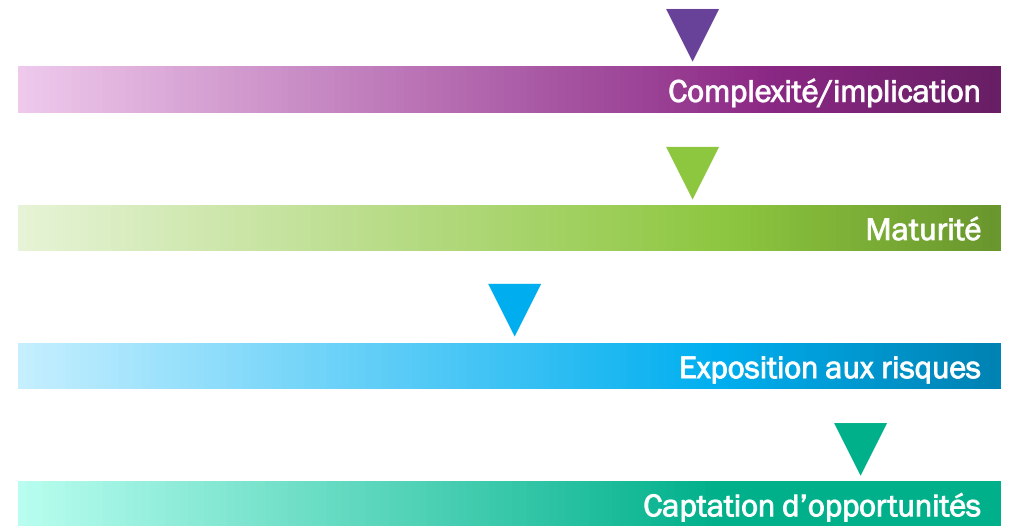 Complexité/implication
Maturité
Exposition aux risques
Captation d’opportunités